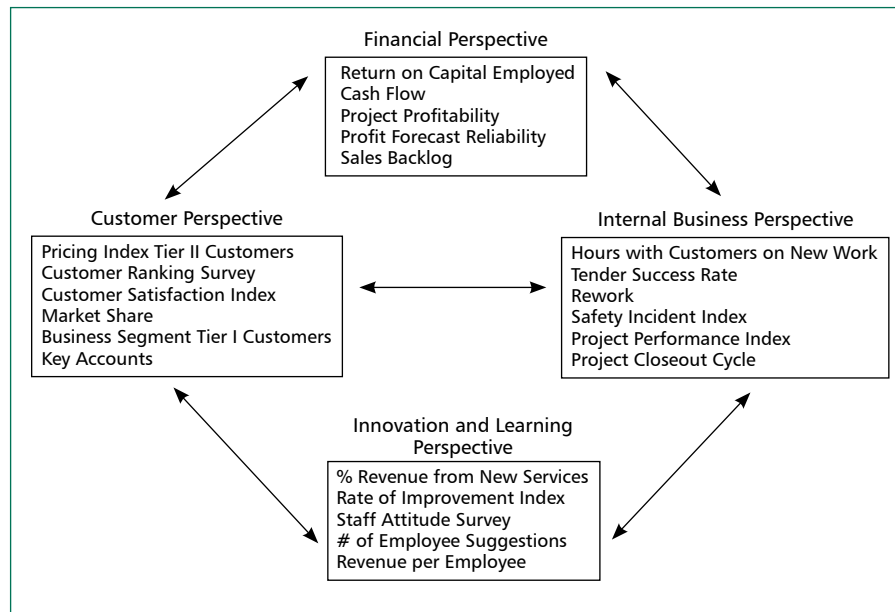 Financial Perspective
Return on Capital Employed
Cash Flow
Project Profitability
Profit Forecast Reliability
Sales Backlog
Customer Perspective
Pricing Index Tier II Customers
Customer Ranking Survey
Customer Satisfaction Index
Market Share
Business Segment Tier I Customers
Key Accounts
Internal Business Perspective
Hours with Customers on New Work
Tender Success Rate
Rework
Safety Incident Index
Project Performance Index
Project Closeout Cycle
Innovation and Learning
Perspective
% Revenue from New Services
Rate of Improvement Index
Staff Attitude Survey
# of Employee Suggestions
Revenue per Employee